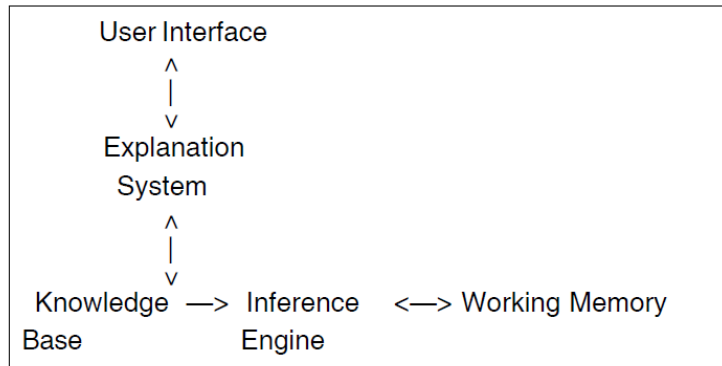 User Interface
^
|
v
Explanation
System
^
|
v
Knowledge —> Inference <—> Working Memory
Base Engine